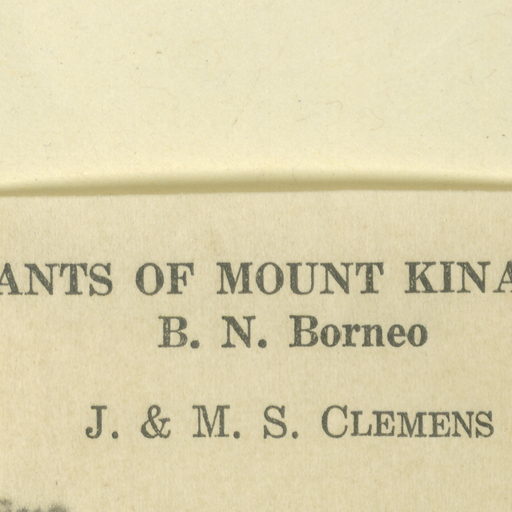 ANTS OF MOUNT KINA
B. N. Borneo
J. & M. S. CLEMENS